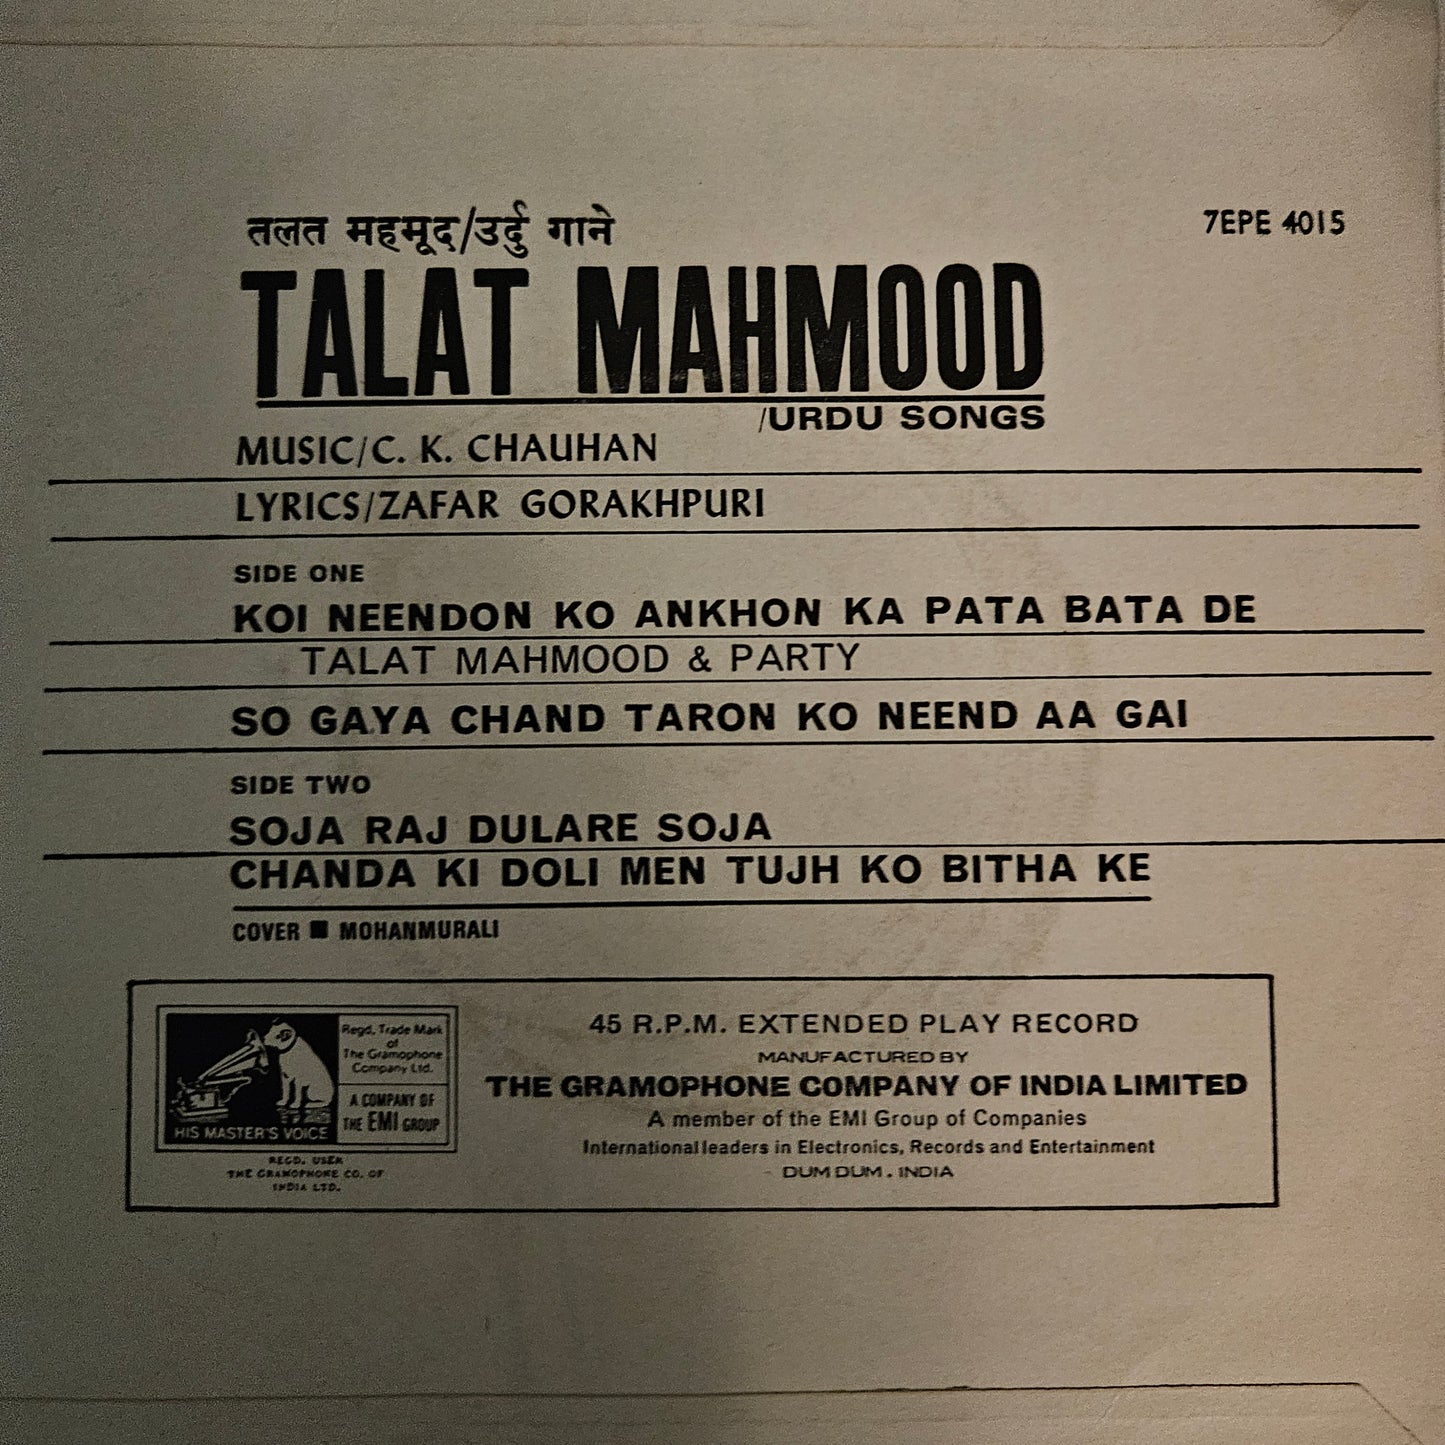 तलत महमूद/उर्दु गाने
7EPE 4015
TALAT MAHMOOD
/URDU SONGS
MUSIC/C. K. CHAUHAN
LYRICS/ZAFAR GORAKHPURI
SIDE ONE
KOI NEENDON KO ANKHON KA PATA BATA DE
TALAT MAHMOOD & PARTY
SO GAYA CHAND TARON KO NEEND AA GAI
SIDE TWO
SOJA RAJ DULARE SOJA
CHANDA KI DOLI MEN TUJH KO BITHA KE
COVER ■ MOHANMURALI
Regd. Trade Mark
of
The Gramophone
Company Ltd.
A COMPANY OF
THE EMI GROUP
HIS MASTER'S VOICE
REGD. USER
THE GRAMOPHONE CO. OF
INDIA LTD.
45 R.P.M. EXTENDED PLAY RECORD
MANUFACTURED BY
THE GRAMOPHONE COMPANY OF INDIA LIMITED
A member of the EMI Group of Companies
International leaders in Electronics, Records and Entertainment
DUM DUM. INDIA